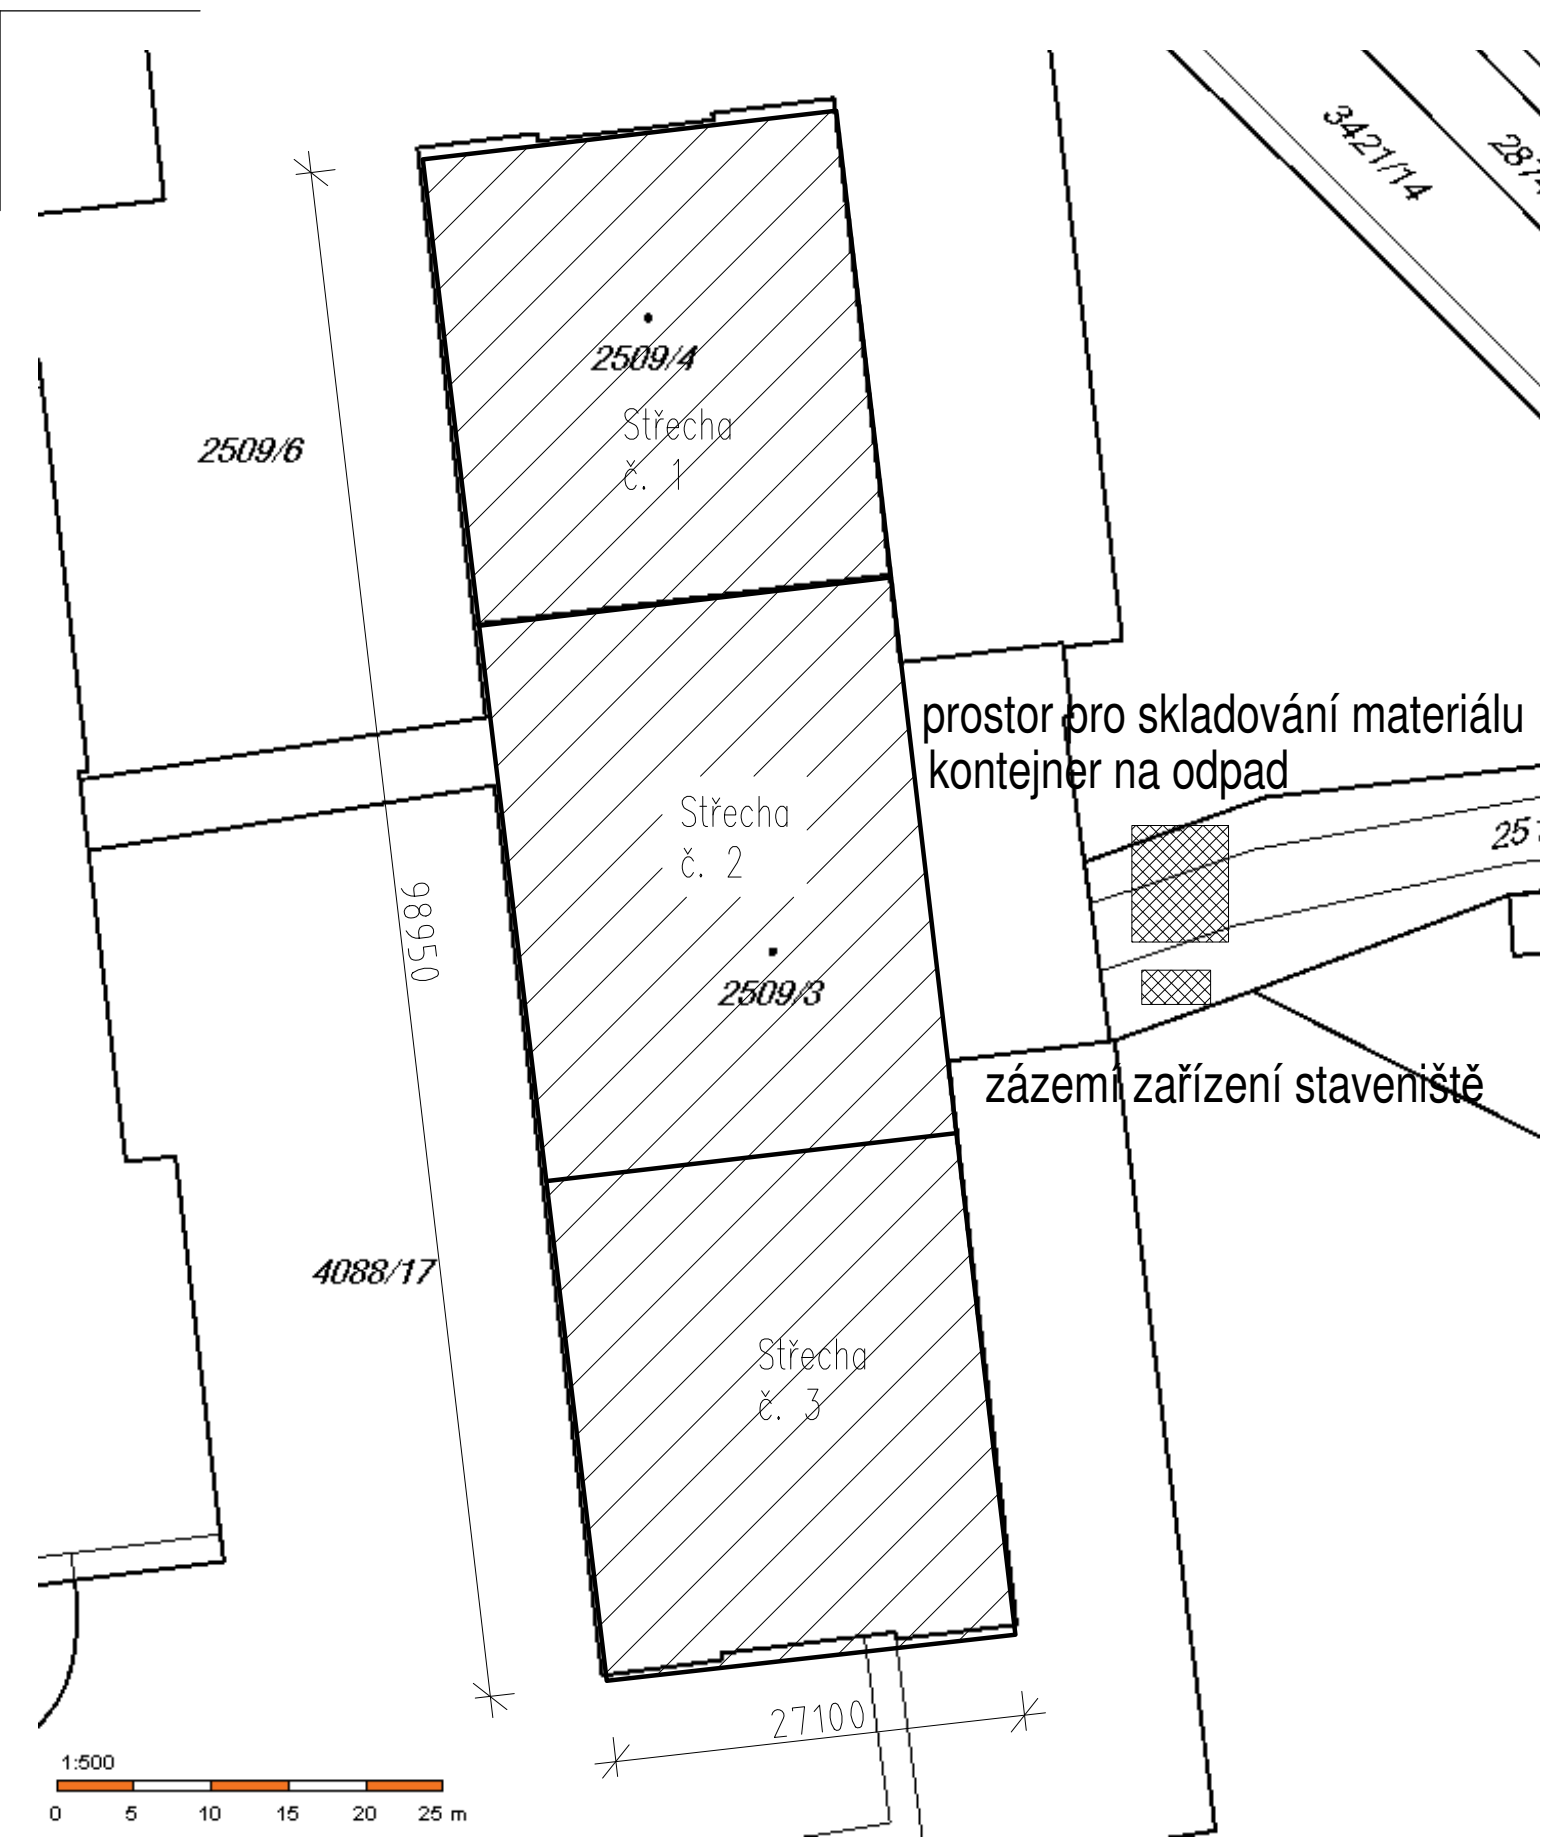 3421/14
2509/4
Střecha
č. 1
2509/6
prostor pro skladování materiálu
kontejner na odpad
Střecha
č. 2
98950
2509/3
zázemí zařízení staveniště
4088/17
Střecha
č. 3
27100
1:500
0 5 10 15 20 25 m